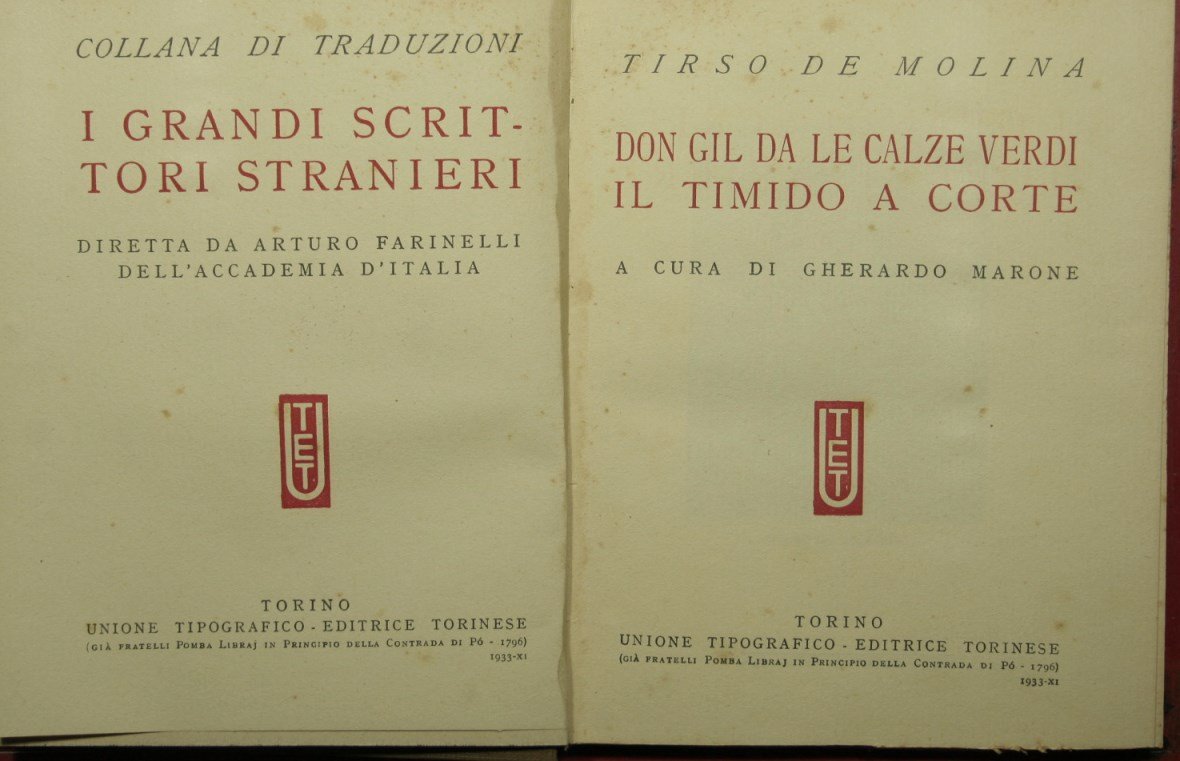 COLLANA DI TRADUZIONI
I GRANDI SCRIT-
TORI STRANIERI
DIRETTA DA ARTURO FARINELLI
DELL'ACCADEMIA D'ITALIA
UTET
TORINO
UNIONE TIPOGRAFICO - EDITRICE TORINESE
(GIÀ FRATELLI POMBA LIBRAJ IN PRINCIPIO DELLA CONTRADA DI PÓ - 1796)
1933-XI
TIRSO DE MOLINA
DON GIL DA LE CALZE VERDI
IL TIMIDO A CORTE
A CURA DI GHERARDO MARONE
UTET
TORINO
UNIONE TIPOGRAFICO - EDITRICE TORINESE
(GIÀ FRATELLI POMBA LIBRAJ IN PRINCIPIO DELLA CONTRADA DI PÓ - 1796)
1933-XI